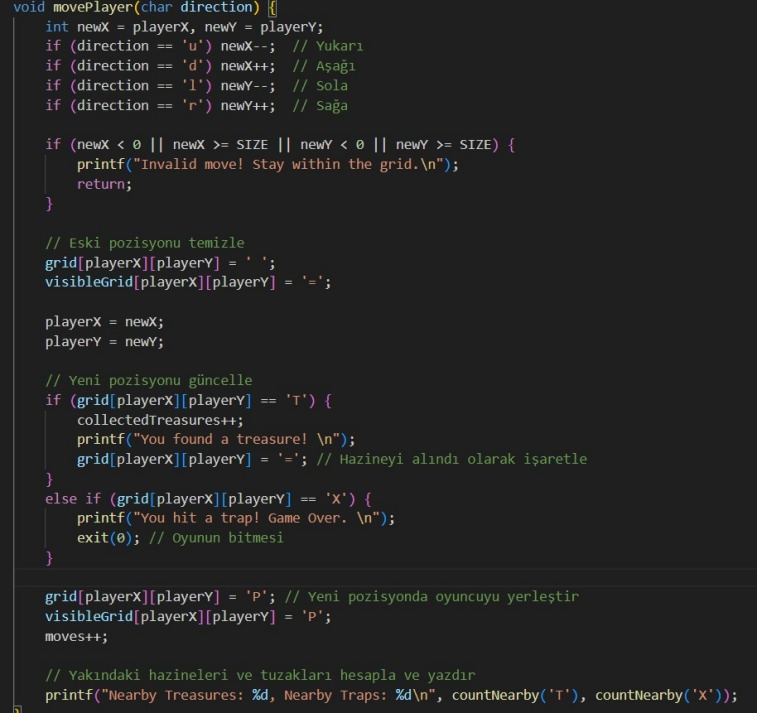 void movePlayer(char direction) {
int newX = playerX, newY = playerY;
if (direction == 'u') newX--; // Yukarı
if (direction == 'd') newX++; // Aşağı
if (direction == 'l') newY--; // Sola
if (direction == 'r') newY++; // Sağa
if (newX < 0 || newX >= SIZE || newY < 0 || newY >= SIZE) {
printf("Invalid move! Stay within the grid.\n");
return;
}
// Eski pozisyonu temizle
grid[playerX][playerY] = ' ';
visibleGrid[playerX][playerY] = '=';
playerX = newX;
playerY = newY;
// Yeni pozisyonu güncelle
if (grid[playerX][playerY] == 'T') {
collectedTreasures++;
printf("You found a treasure! \n");
grid[playerX][playerY] = '='; // Hazineyi alındı olarak işaretle
}
else if (grid[playerX][playerY] == 'X') {
printf("You hit a trap! Game Over. \n");
exit(0); // Oyunun bitmesi
}
grid[playerX][playerY] = 'P'; // Yeni pozisyonda oyuncuyu yerleştir
visibleGrid[playerX][playerY] = 'P';
moves++;
// Yakındaki hazineleri ve tuzakları hesapla ve yazdır
printf("Nearby Treasures: %d, Nearby Traps: %d\n", countNearby('T'), countNearby('X'));
}